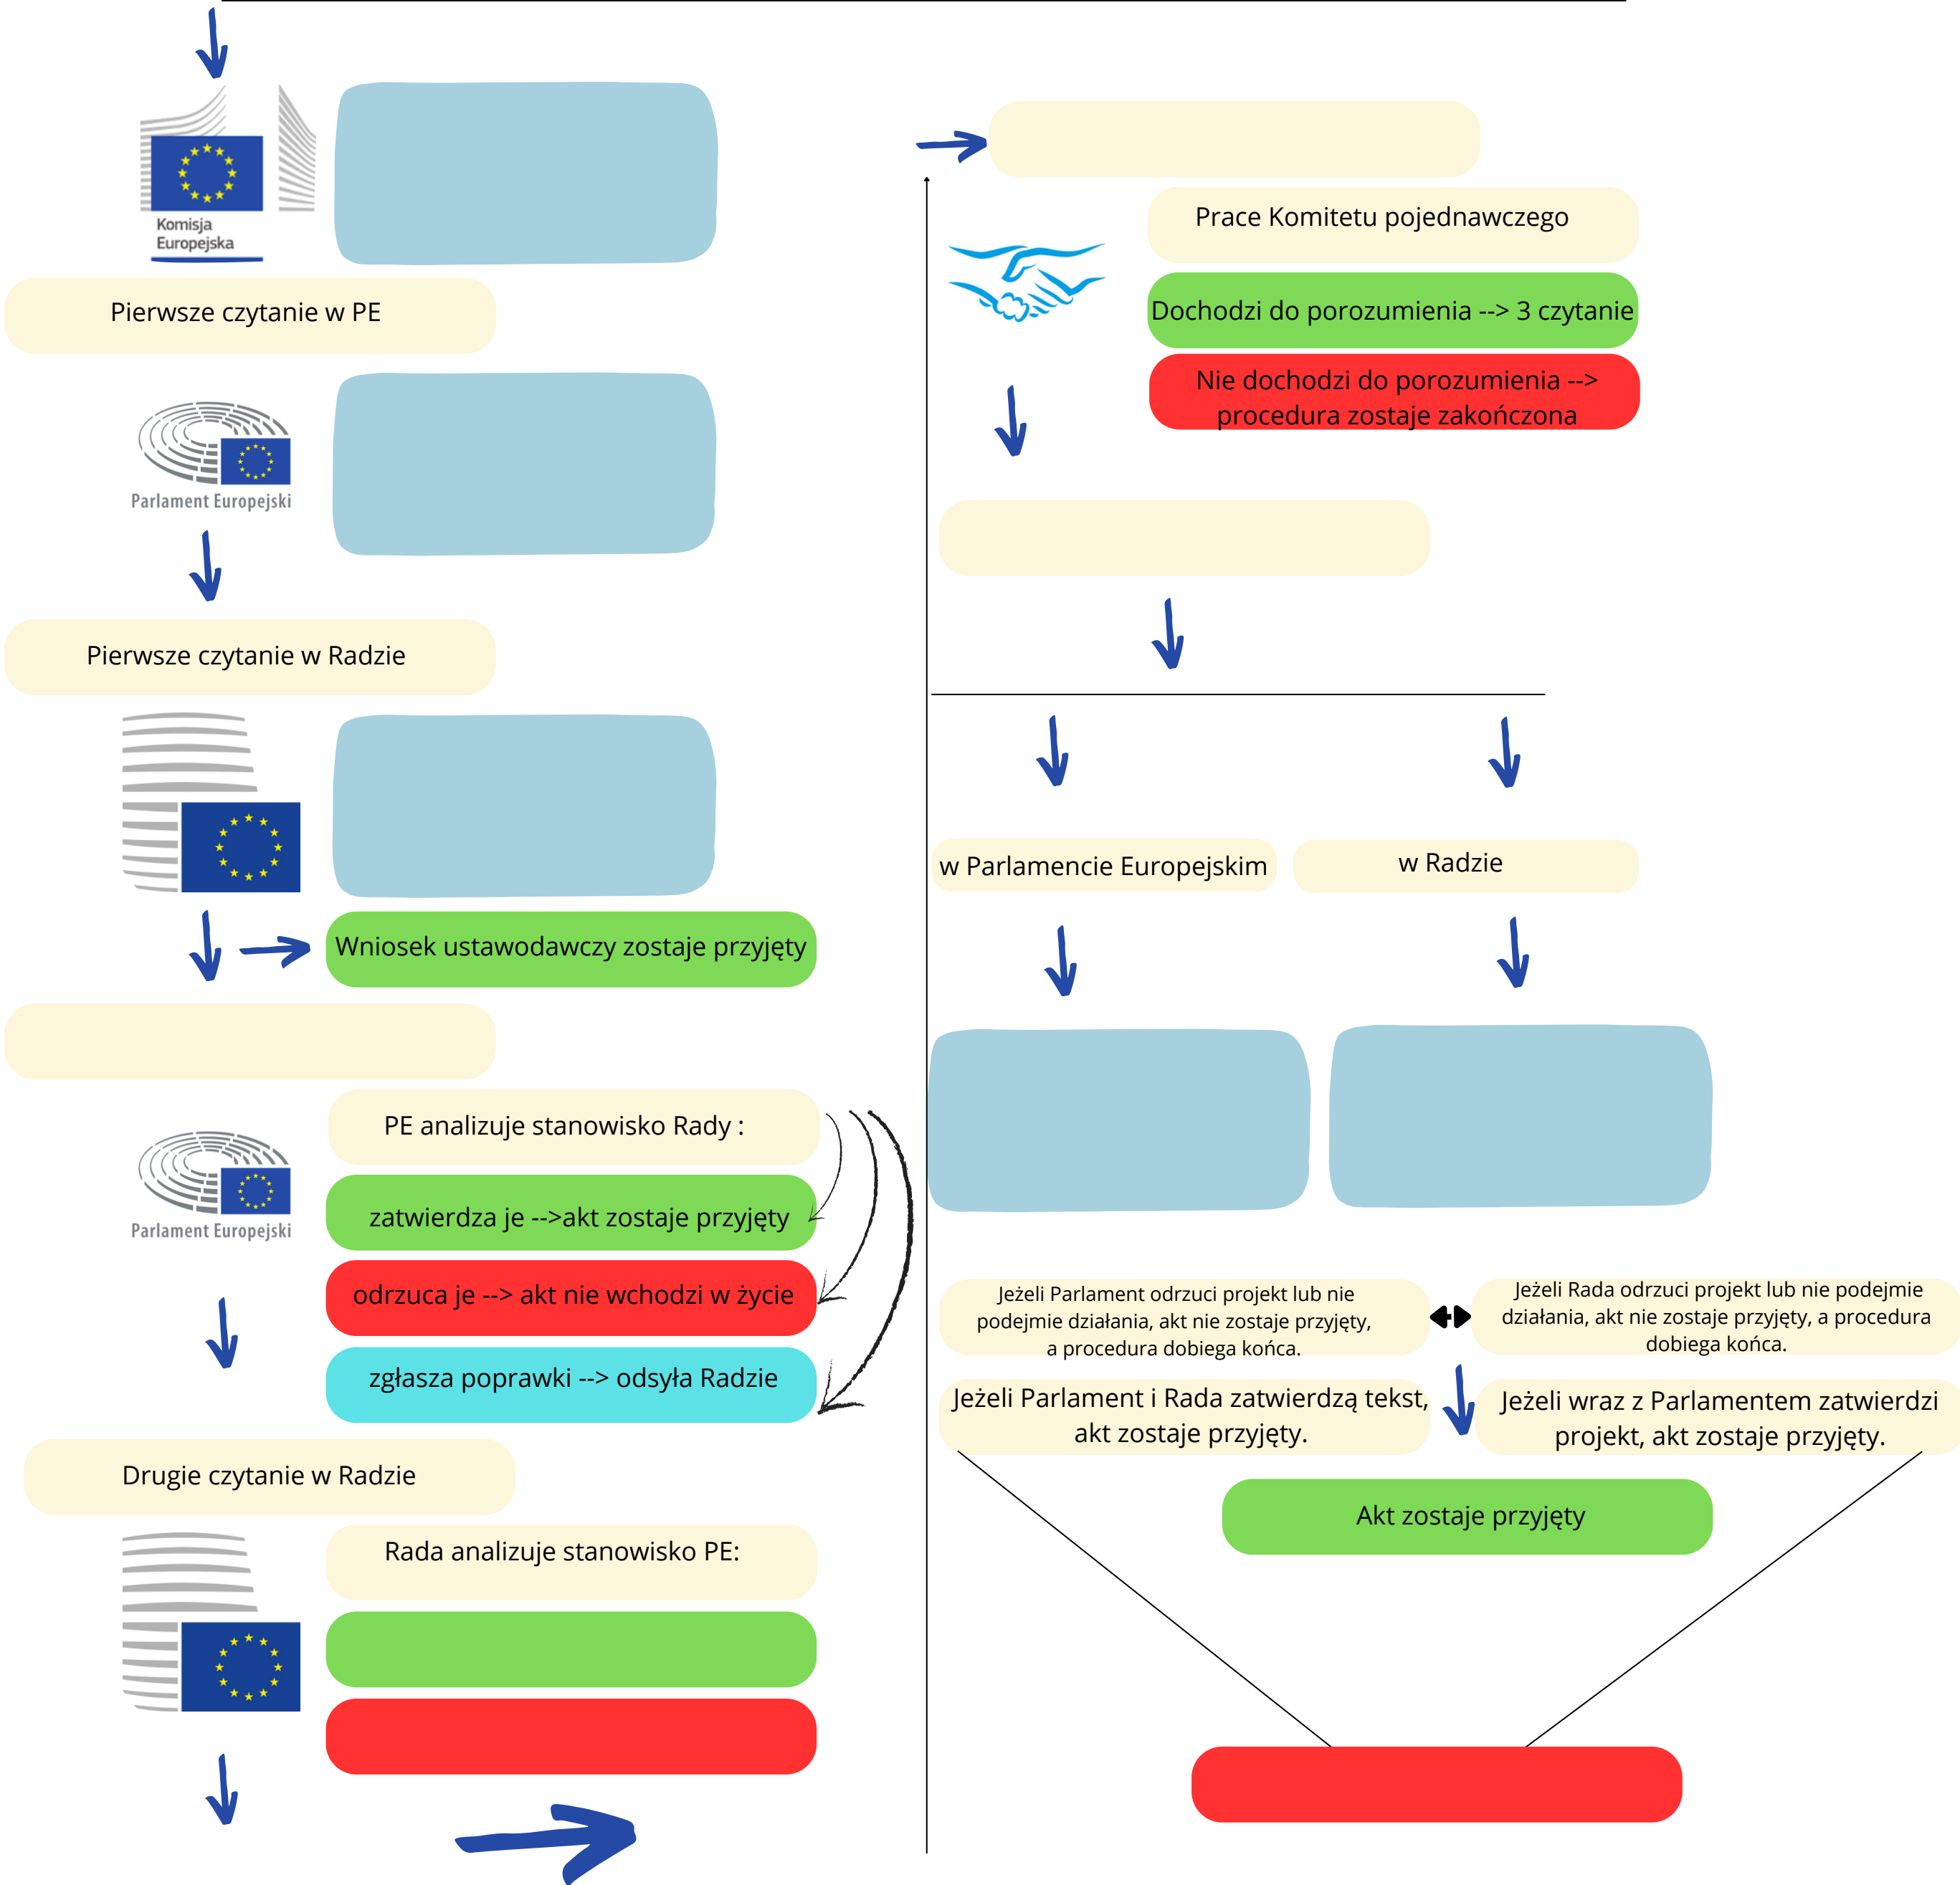 Komisja
Europejska
Pierwsze czytanie w PE
Parlament Europejski
Pierwsze czytanie w Radzie
Wniosek ustawodawczy zostaje przyjęty
PE analizuje stanowisko Rady :
zatwierdza je -->akt zostaje przyjęty
Parlament Europejski
odrzuca je --> akt nie wchodzi w życie
zgłasza poprawki --> odsyła Radzie
Drugie czytanie w Radzie
Rada analizuje stanowisko PE:
Prace Komitetu pojednawczego
Dochodzi do porozumienia --> 3 czytanie
Nie dochodzi do porozumienia -->
procedura zostaje zakończona
w Parlamencie Europejskim
w Radzie
Jeżeli Parlament odrzuci projekt lub nie
podejmie działania, akt nie zostaje przyjęty,
a procedura dobiega końca.
Jeżeli Rada odrzuci projekt lub nie podejmie
działania, akt nie zostaje przyjęty, a procedura
dobiega końca.
Jeżeli Parlament i Rada zatwierdzą tekst,
akt zostaje przyjęty.
Jeżeli wraz z Parlamentem zatwierdzi
projekt, akt zostaje przyjęty.
Akt zostaje przyjęty